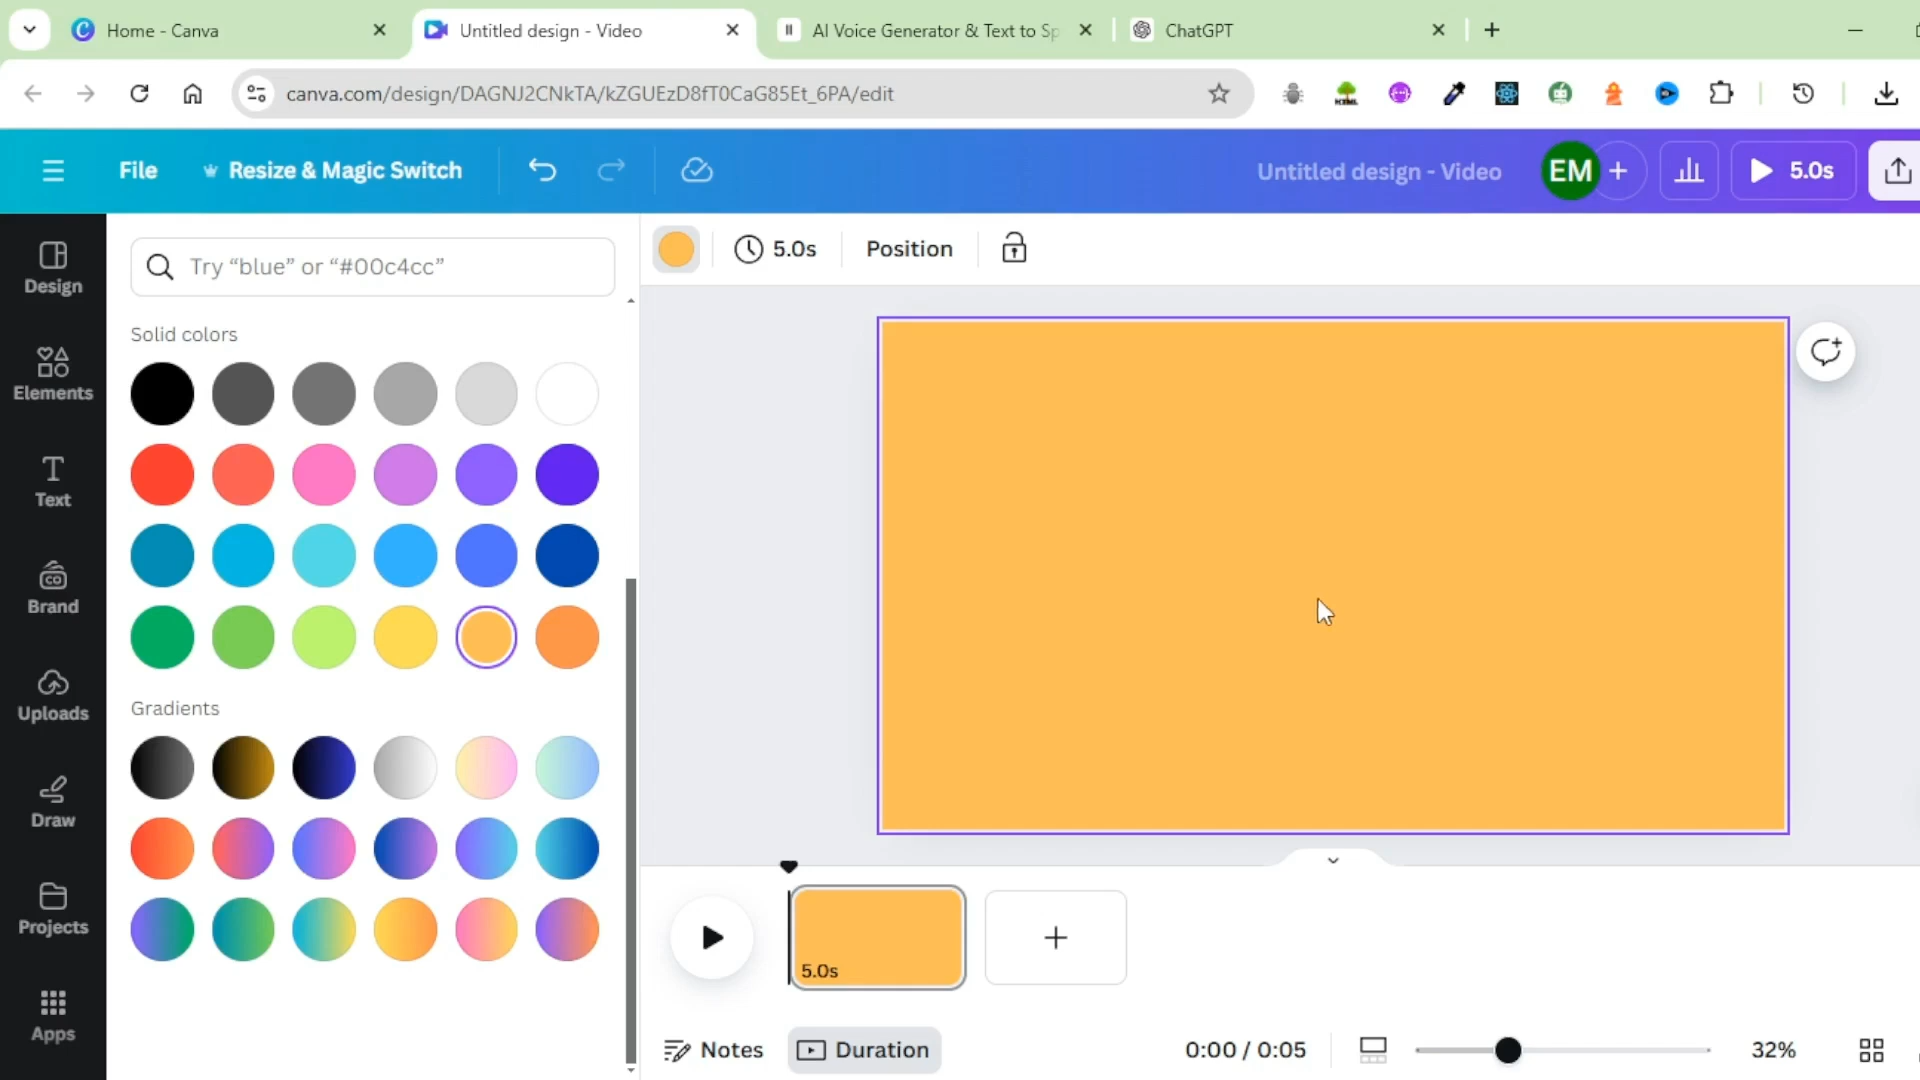 Home - Canva
Untitled design - Video
AI Voice Generator & Text to Sp
ChatGPT
canva.com/design/DAGNJ2CNkTA/kZGUEzD8fT0CaG85Et_6PA/edit
HTML
File
Resize & Magic Switch
Untitled design - Video
EM
5.0s
Design
Elements
Text
Brand
Uploads
Draw
Projects
Apps
Try “blue” or “#00c4cc”
Solid colors
Gradients
5.0s
Position
5.0s
Notes
Duration
0:00 / 0:05
32%